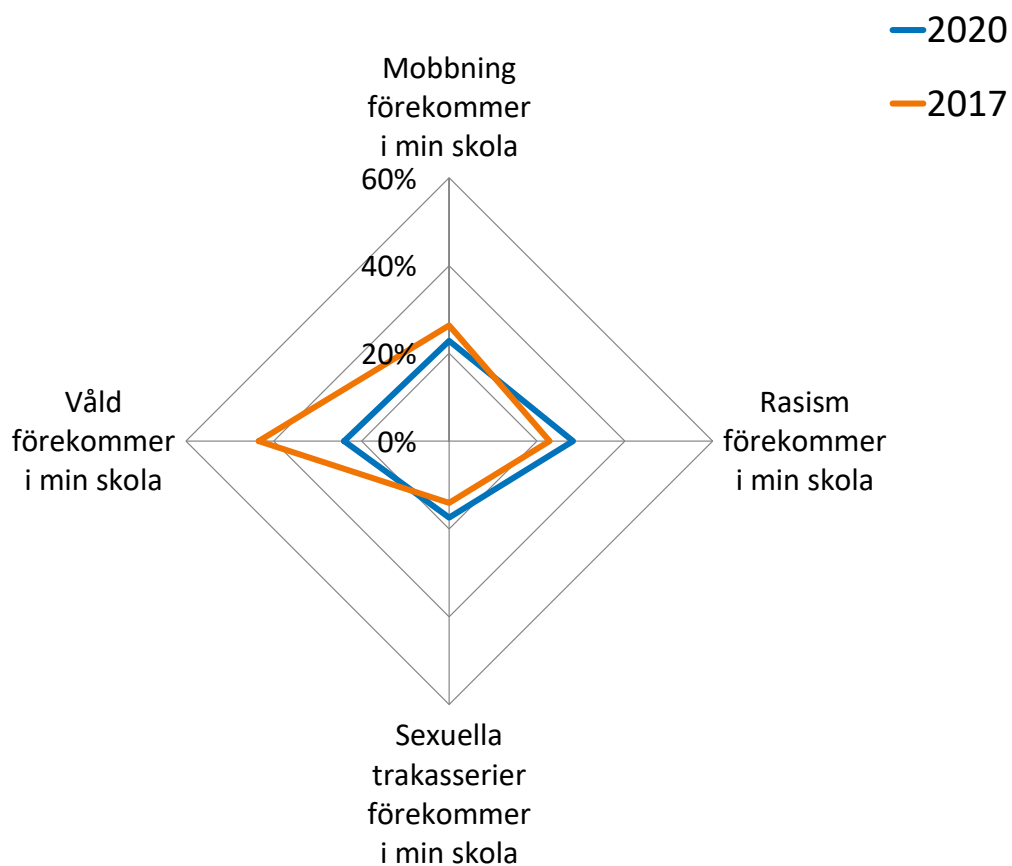 2020
2017
Mobbning
förekommer
i min skola
60%
40%
20%
0%
Våld
förekommer
i min skola
Rasism
förekommer
i min skola
Sexuella
trakasserier
förekommer
i min skola